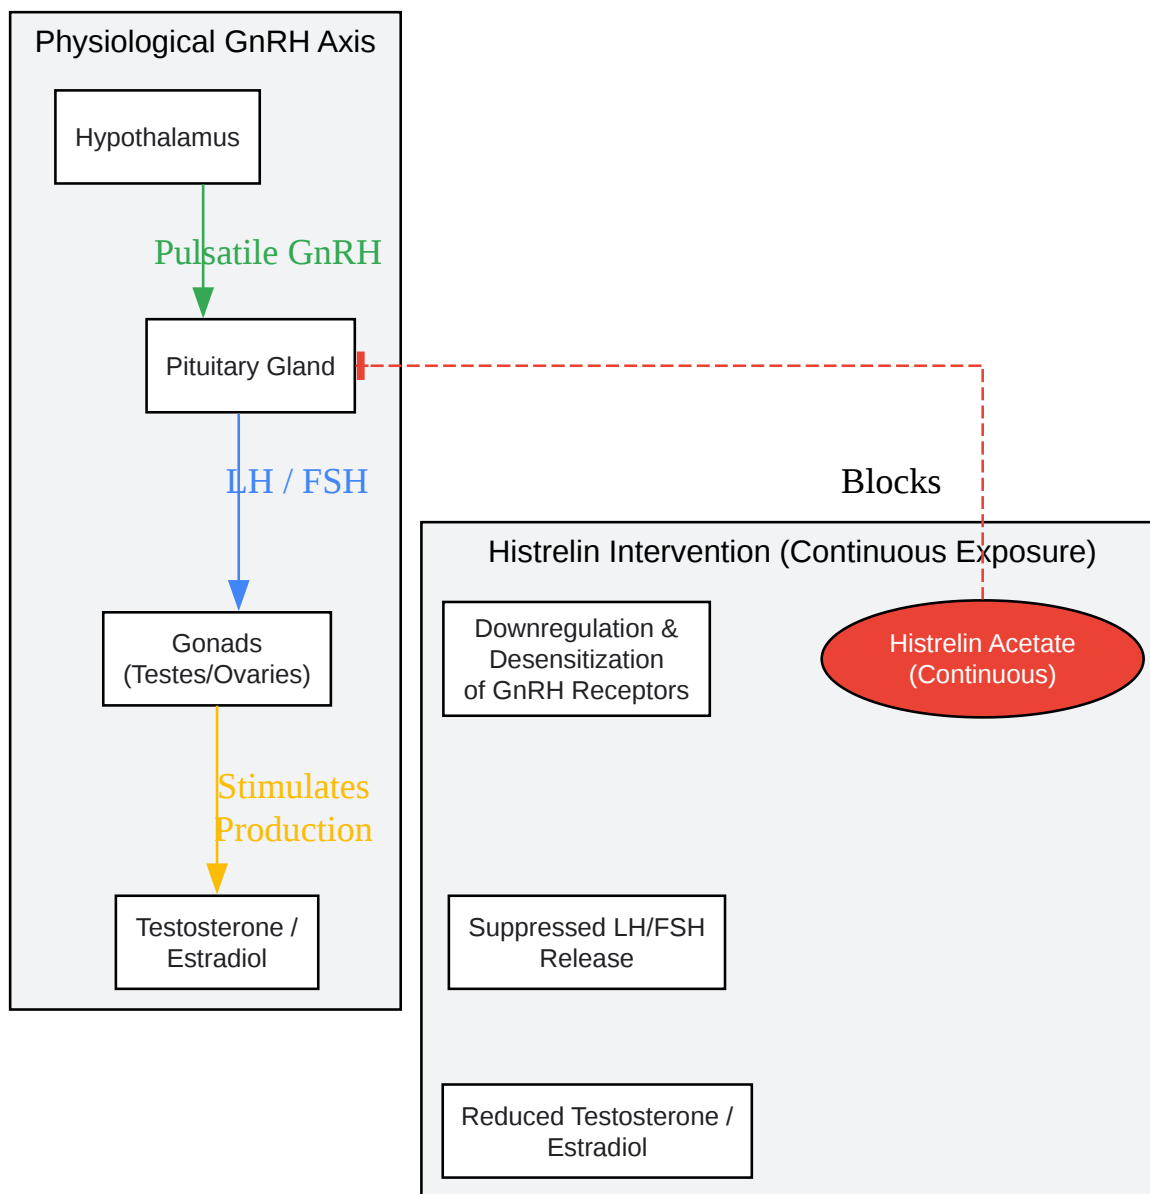 Physiological GnRH Axis
Hypothalamus
Pulsatile GnRH
Pituitary Gland
LH / FSH
Gonads
(Testes/Ovaries)
Stimulates
Production
Testosterone /
Estradiol
Blocks
Histrelin Intervention (Continuous Exposure)
Downregulation &
Desensitization
of GnRH Receptors
Histrelin Acetate
(Continuous)
Suppressed LH/FSH
Release
Reduced Testosterone /
Estradiol